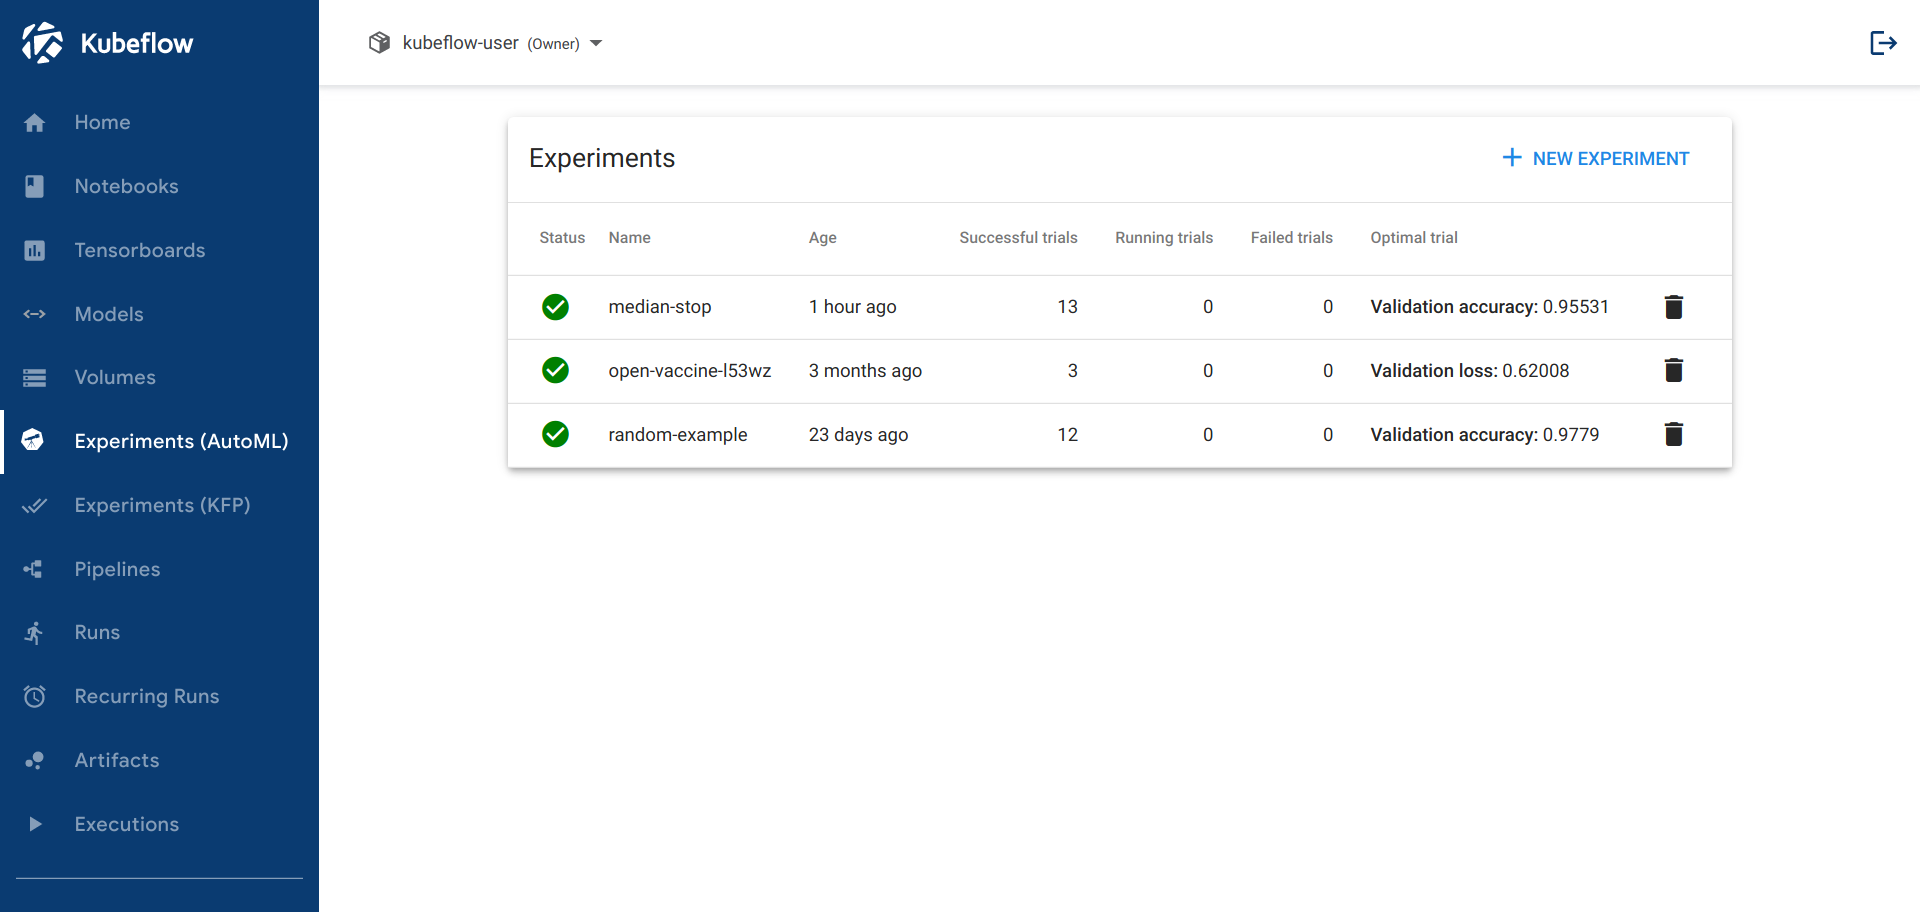 Kubeflow
kubeflow-user (Owner)
Home
Notebooks
Tensorboards
Models
Volumes
Experiments (AutoML)
Experiments (KFP)
Pipelines
Runs
Recurring Runs
Artifacts
Executions
Experiments
NEW EXPERIMENT
Status Name Age Successful trials Running trials Failed trials Optimal trial
median-stop 1 hour ago 13 0 0 Validation accuracy: 0.95531
open-vaccine-l53wz 3 months ago 3 0 0 Validation loss: 0.62008
random-example 23 days ago 12 0 0 Validation accuracy: 0.9779